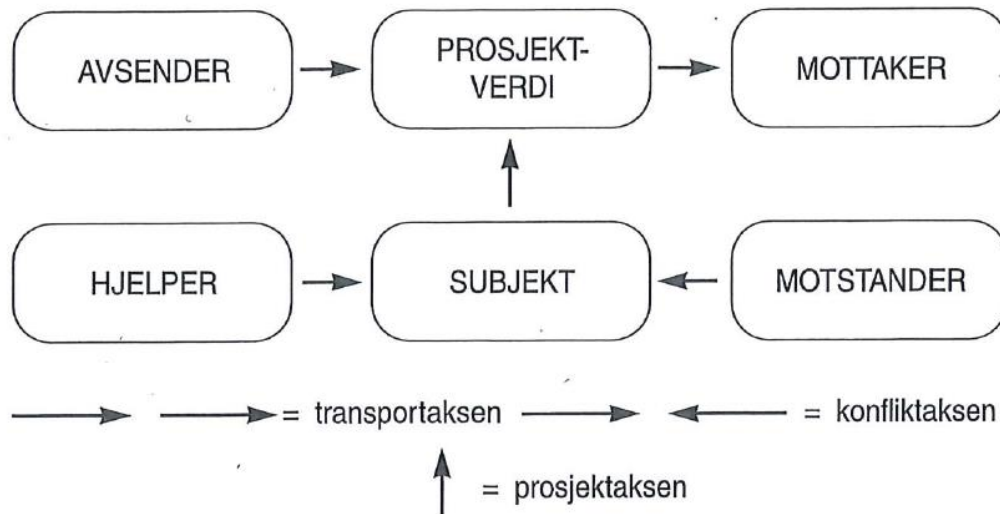 AVSENDER
PROSJEKT-
VERDI
MOTTAKER
HJELPER
SUBJEKT
MOTSTANDER
= transportaksen
= konfliktaksen
= prosjektaksen